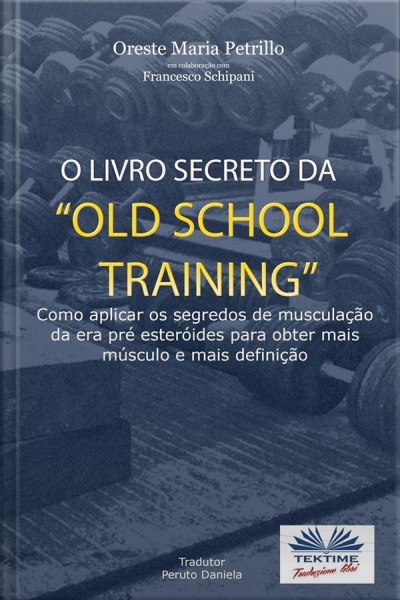 Oreste Maria Petrillo
em colaboração com
Francesco Schipani
O LIVRO SECRETO DA
“OLD SCHOOL
TRAINING”
Como aplicar os segredos de musculação
da era pré esteróides para obter mais
músculo e mais definição
Tradutor
Peruto Daniela
TEKTIME
Traduzione libri